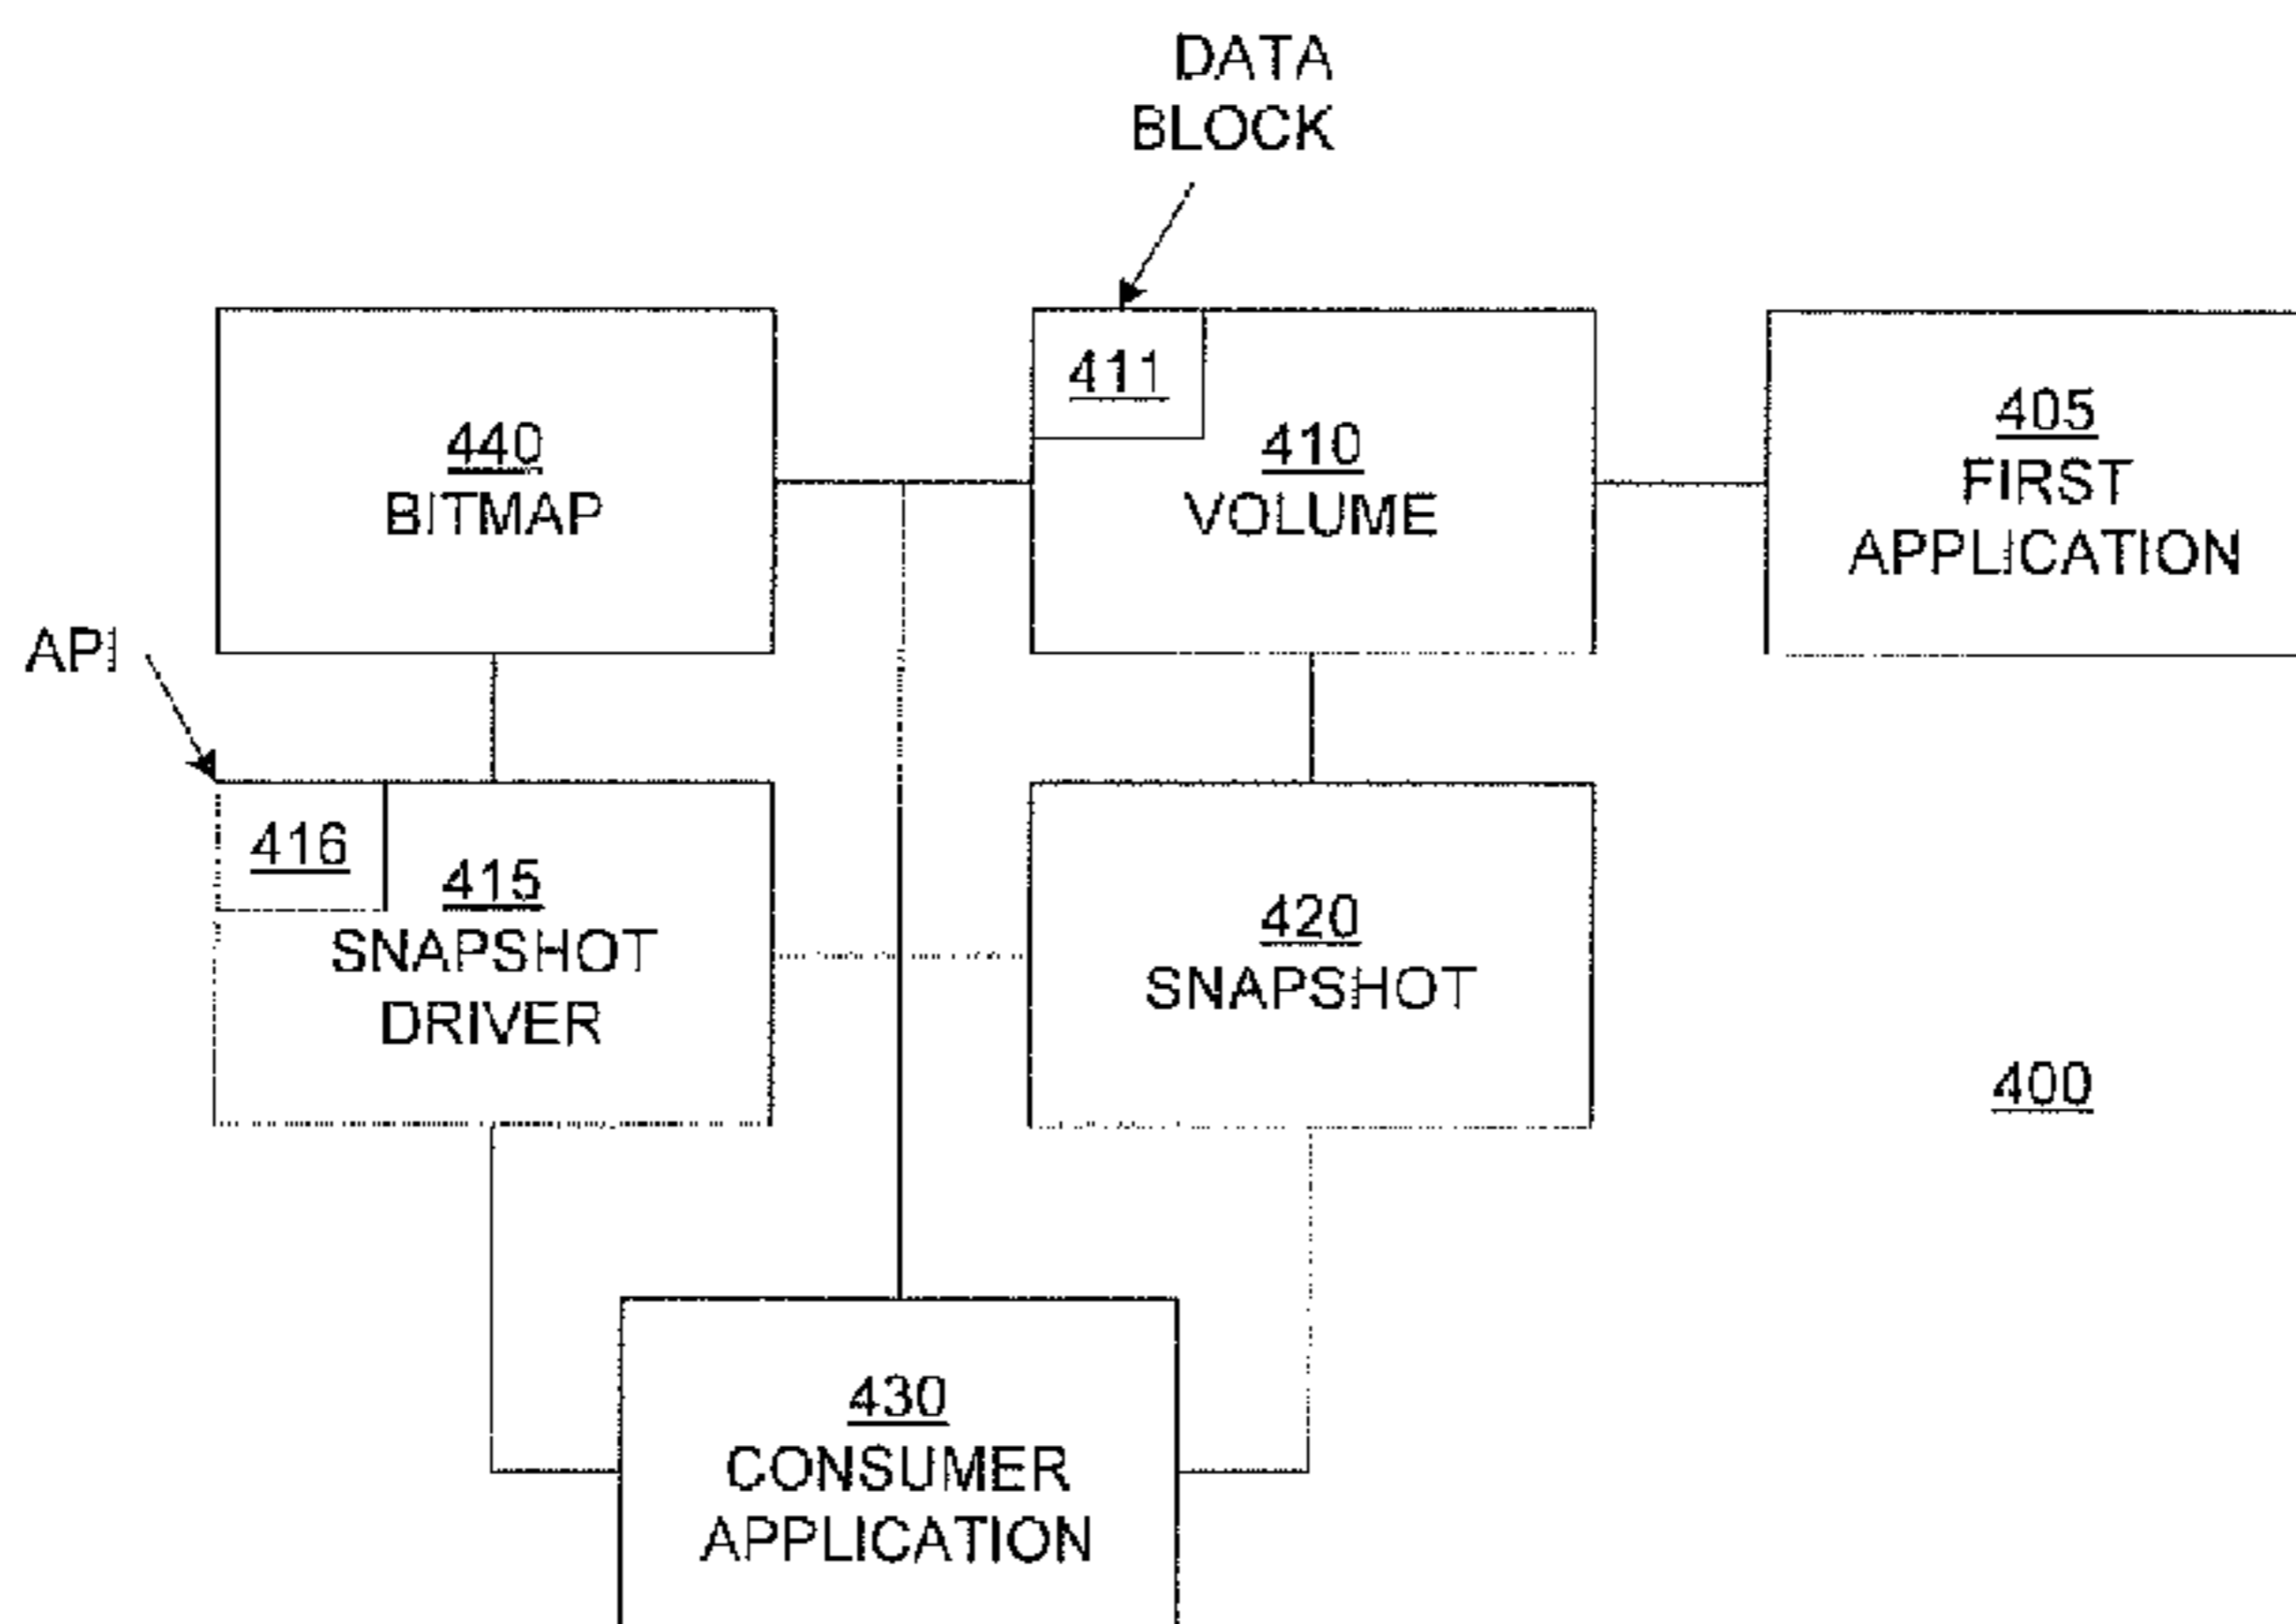 DATA
BLOCK
411
440
BITMAP
410
VOLUME
405
FIRST
APPLICATION
API
416
415
SNAPSHOT
DRIVER
420
SNAPSHOT
400
430
CONSUMER
APPLICATION